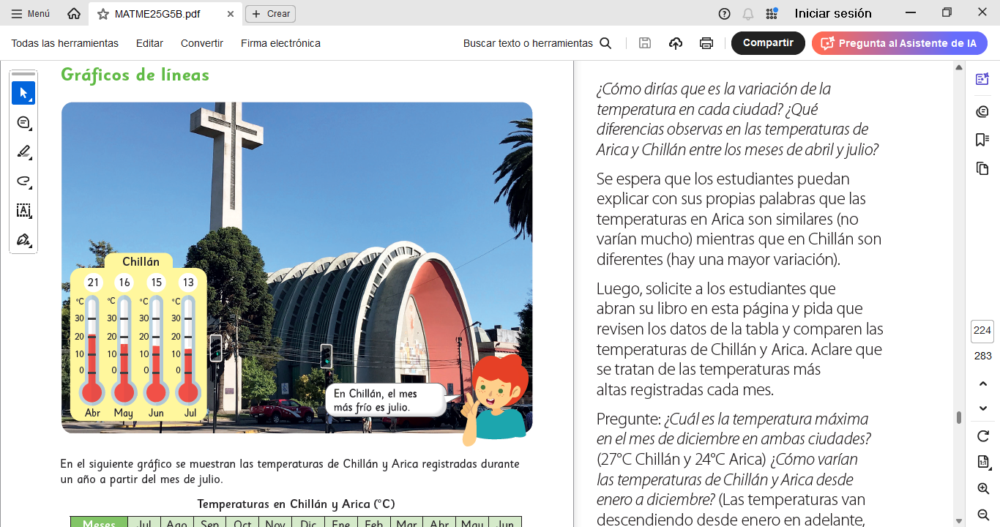 Menú
MATME25G5B.pdf
Crear
Iniciar sesión
Todas las herramientas
Editar
Convertir
Firma electrónica
Buscar texto o herramientas
Compartir
Pregunta al Asistente de IA
Gráficos de líneas
Chillán
21 16 15 13
°C °C °C °C
30 30 30 30
20 20 20 20
10 10 10 10
0 0 0 0
Abr May Jun Jul
En Chillán, el mes
más frío es julio.
En el siguiente gráfico se muestran las temperaturas de Chillán y Arica registradas durante
un año a partir del mes de julio.
Temperaturas en Chillán y Arica (°C)
Meses Jul Ago Sep Oct Nov Dic Ene Feb Mar Abr May Jun
¿Cómo dirías que es la variación de la
temperatura en cada ciudad? ¿Qué
diferencias observas en las temperaturas de
Arica y Chillán entre los meses de abril y julio?
Se espera que los estudiantes puedan
explicar con sus propias palabras que las
temperaturas en Arica son similares (no
varían mucho) mientras que en Chillán son
diferentes (hay una mayor variación).
Luego, solicite a los estudiantes que
abran su libro en esta página y pida que
revisen los datos de la tabla y comparen las
temperaturas de Chillán y Arica. Aclare que
se tratan de las temperaturas más
altas registradas cada mes.
Pregunte: ¿Cuál es la temperatura máxima
en el mes de diciembre en ambas ciudades?
(27°C Chillán y 24°C Arica) ¿Cómo varían
las temperaturas de Chillán y Arica desde
enero a diciembre? (Las temperaturas van
descendiendo desde enero en adelante,
224
283